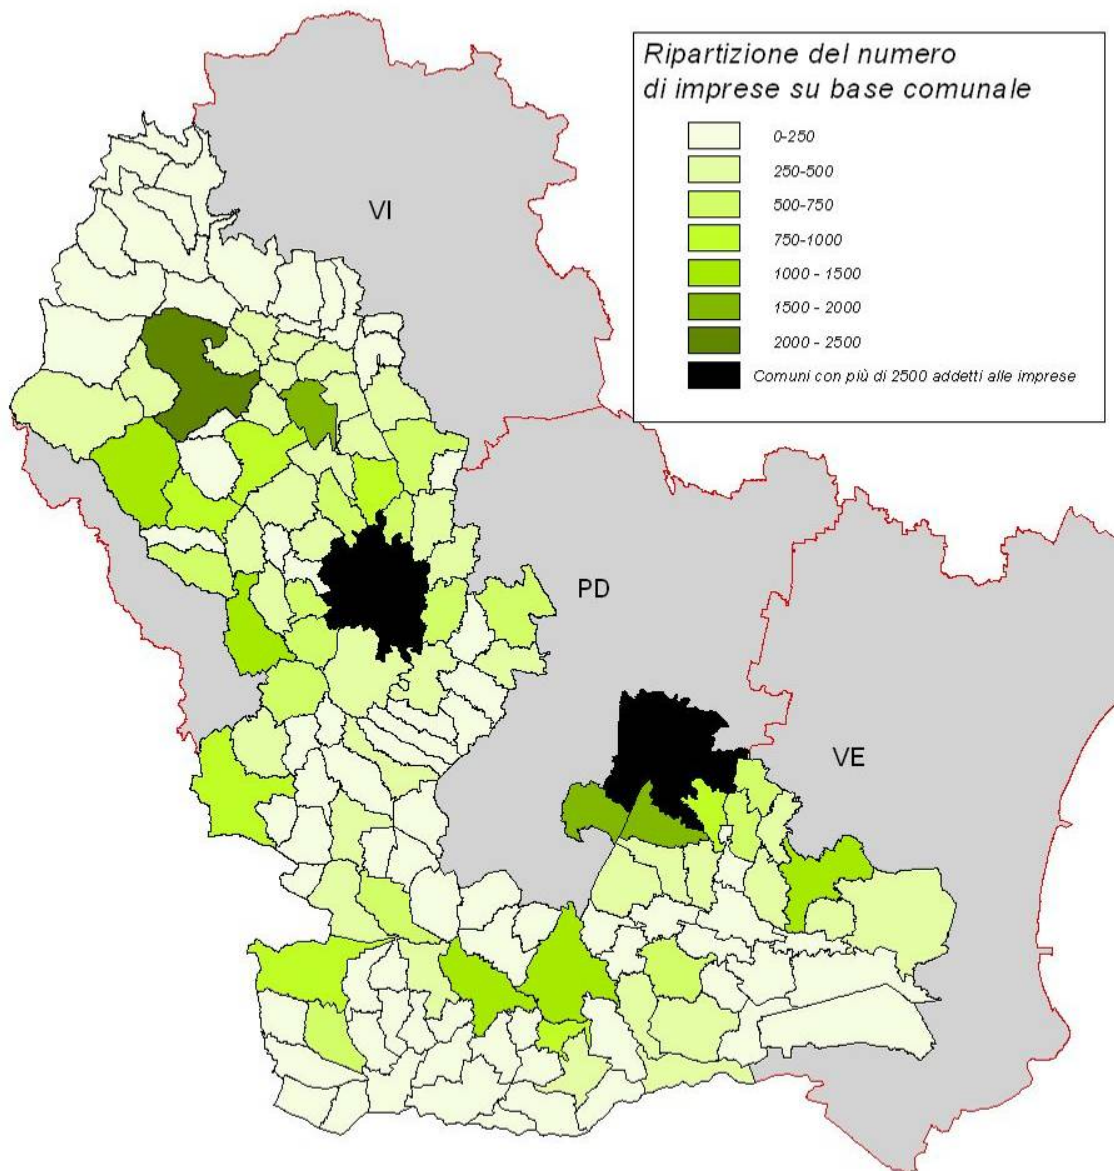 Ripartizione del numero
di imprese su base comunale
0-250
250-500
500-750
750-1000
1000 - 1500
1500 - 2000
2000 - 2500
Comuni con più di 2500 addetti alle imprese
VI
PD
VE